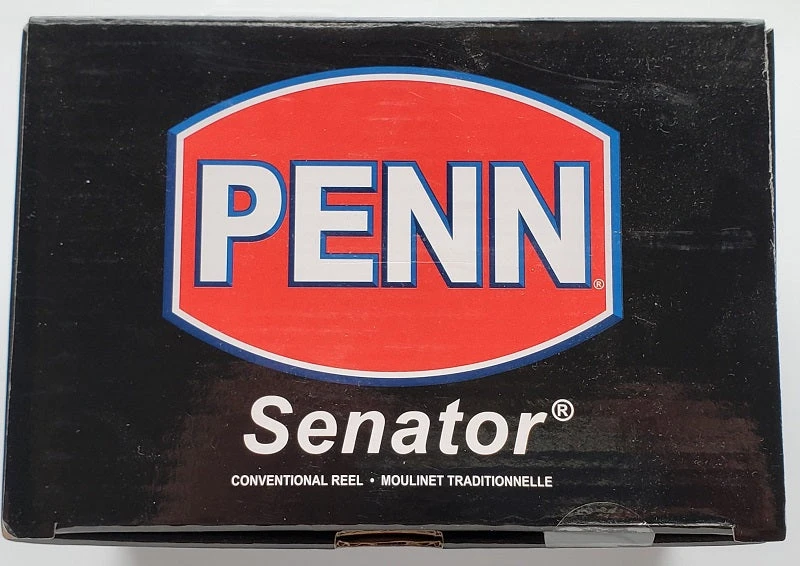 PENN®
Senator®
CONVENTIONAL REEL • MOULINET TRADITIONNELLE